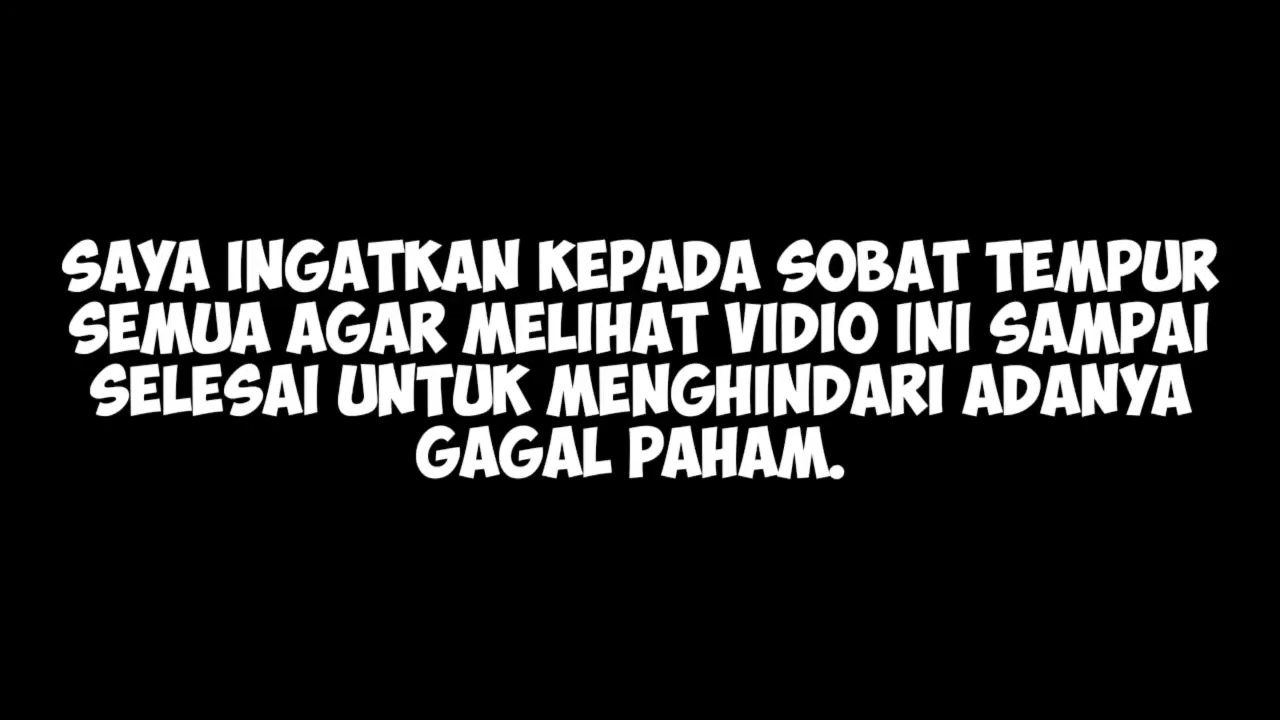 SAYA INGATKAN KEPADA SOBAT TEMPUR
SEMUA AGAR MELIHAT VIDIO INI SAMPAI
SELESAI UNTUK MENGHINDARI ADANYA
GAGAL PAHAM.